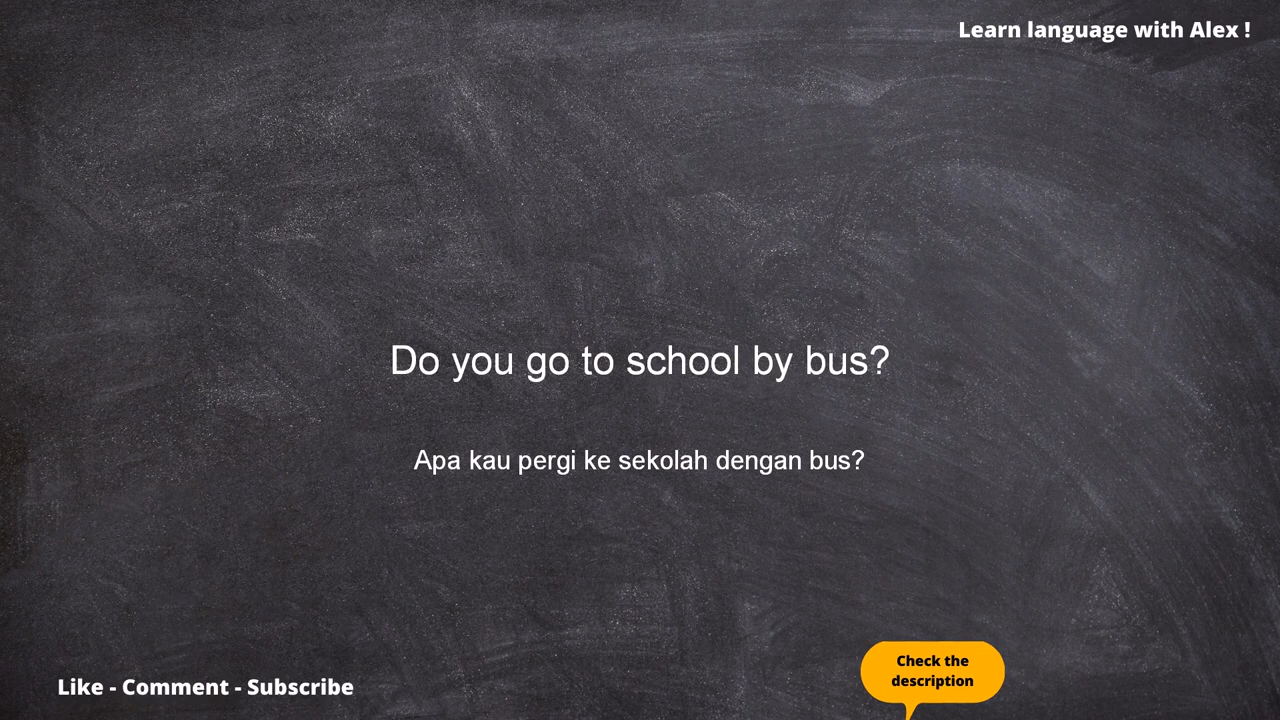 Learn language with Alex !
Do you go to school by bus?
Apa kau pergi ke sekolah dengan bus?
Like - Comment - Subscribe
Check the
description